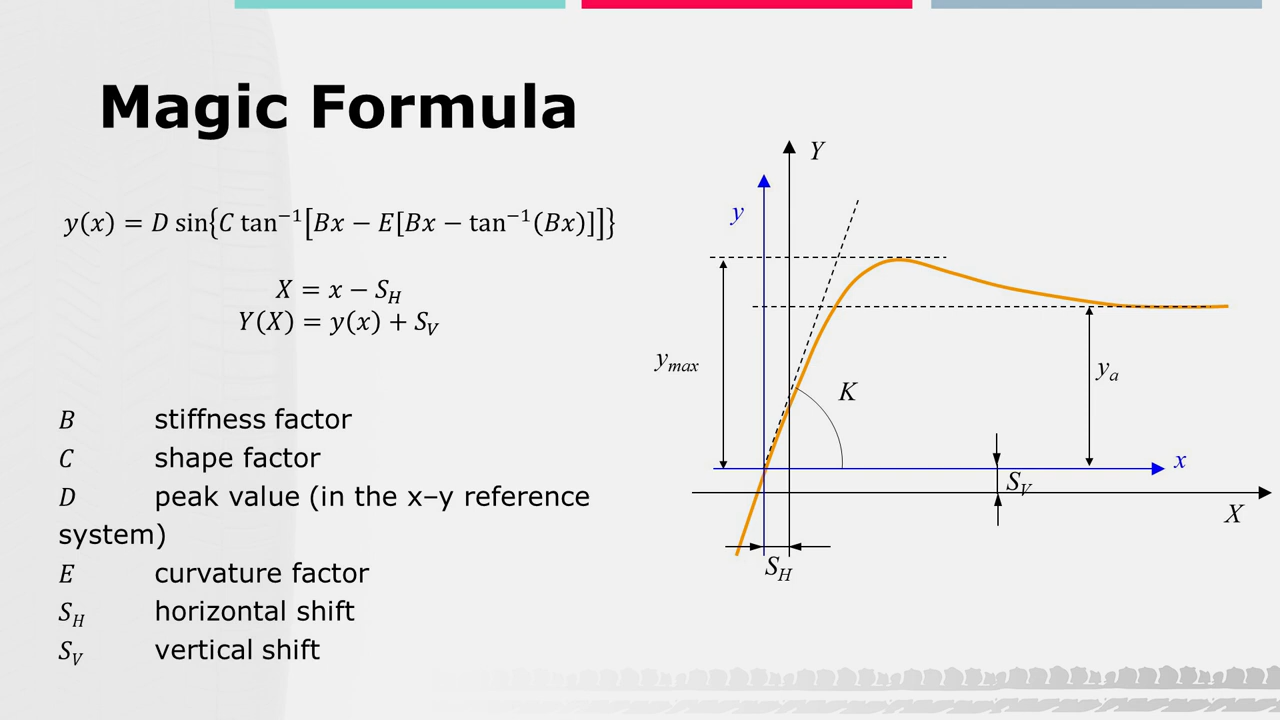 Magic Formula
y(x) = D sin{C tan⁻¹[Bx − E[Bx − tan⁻¹(Bx)]]}
X = x − S_H
Y(X) = y(x) + S_V
B stiffness factor
C shape factor
D peak value (in the x–y reference
system)
E curvature factor
S_H horizontal shift
S_V vertical shift
Y
y
y_max
K
y_a
x
S_V
X
S_H